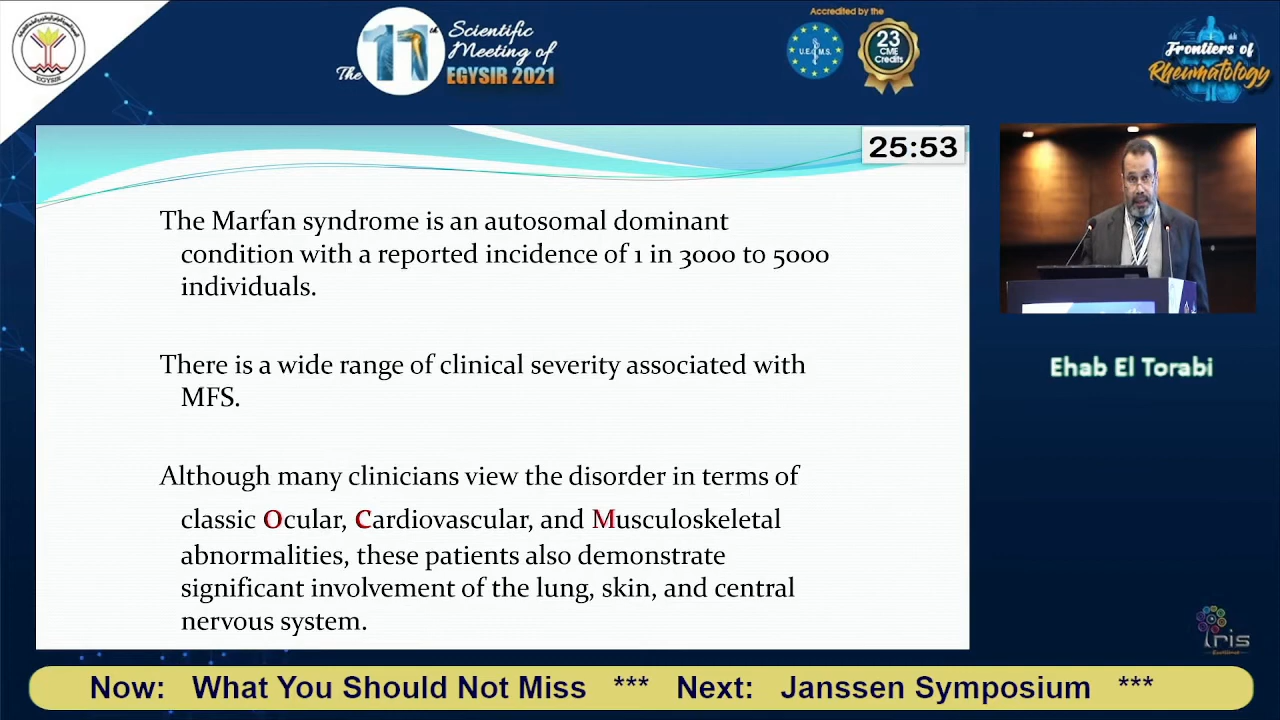 EGYSIR
The 11th
Scientific
Meeting of
EGYSIR 2021
Accredited by the
U.E.M.S.
23
CME
Credits
Frontiers of
Rheumatology
25:53
The Marfan syndrome is an autosomal dominant
condition with a reported incidence of 1 in 3000 to 5000
individuals.
There is a wide range of clinical severity associated with
MFS.
Although many clinicians view the disorder in terms of
classic Ocular, Cardiovascular, and Musculoskeletal
abnormalities, these patients also demonstrate
significant involvement of the lung, skin, and central
nervous system.
Ehab El Torabi
Iris
Now: What You Should Not Miss *** Next: Janssen Symposium ***